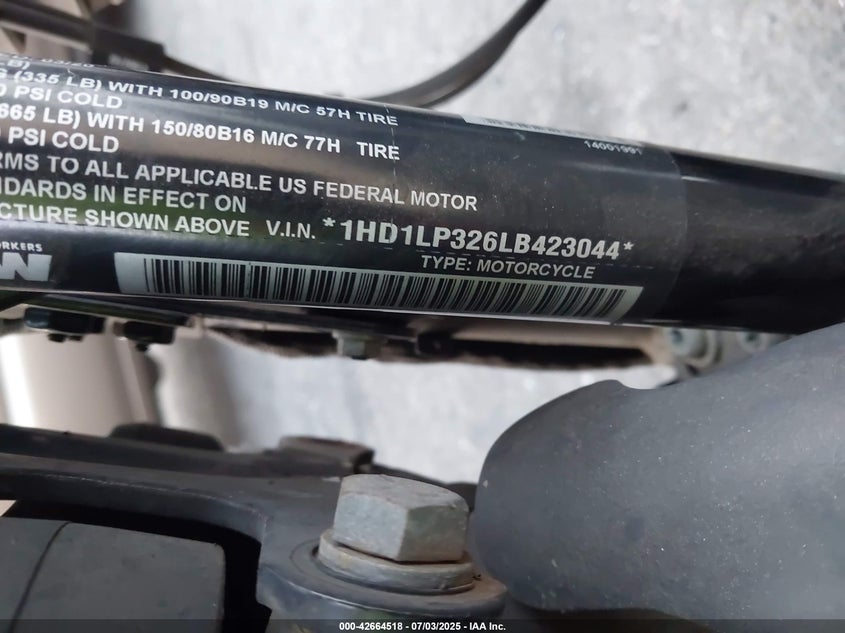 (335 LB) WITH 100/90B19 M/C 57H TIRE
PSI COLD
665 LB) WITH 150/80B16 M/C 77H TIRE
PSI COLD
RMS TO ALL APPLICABLE US FEDERAL MOTOR
NDARDS IN EFFECT ON
CTURE SHOWN ABOVE V.I.N. *1HD1LP326LB423044*
TYPE: MOTORCYCLE
14001991
ORKERS
000-42664518 - 07/03/2025 - IAA Inc.